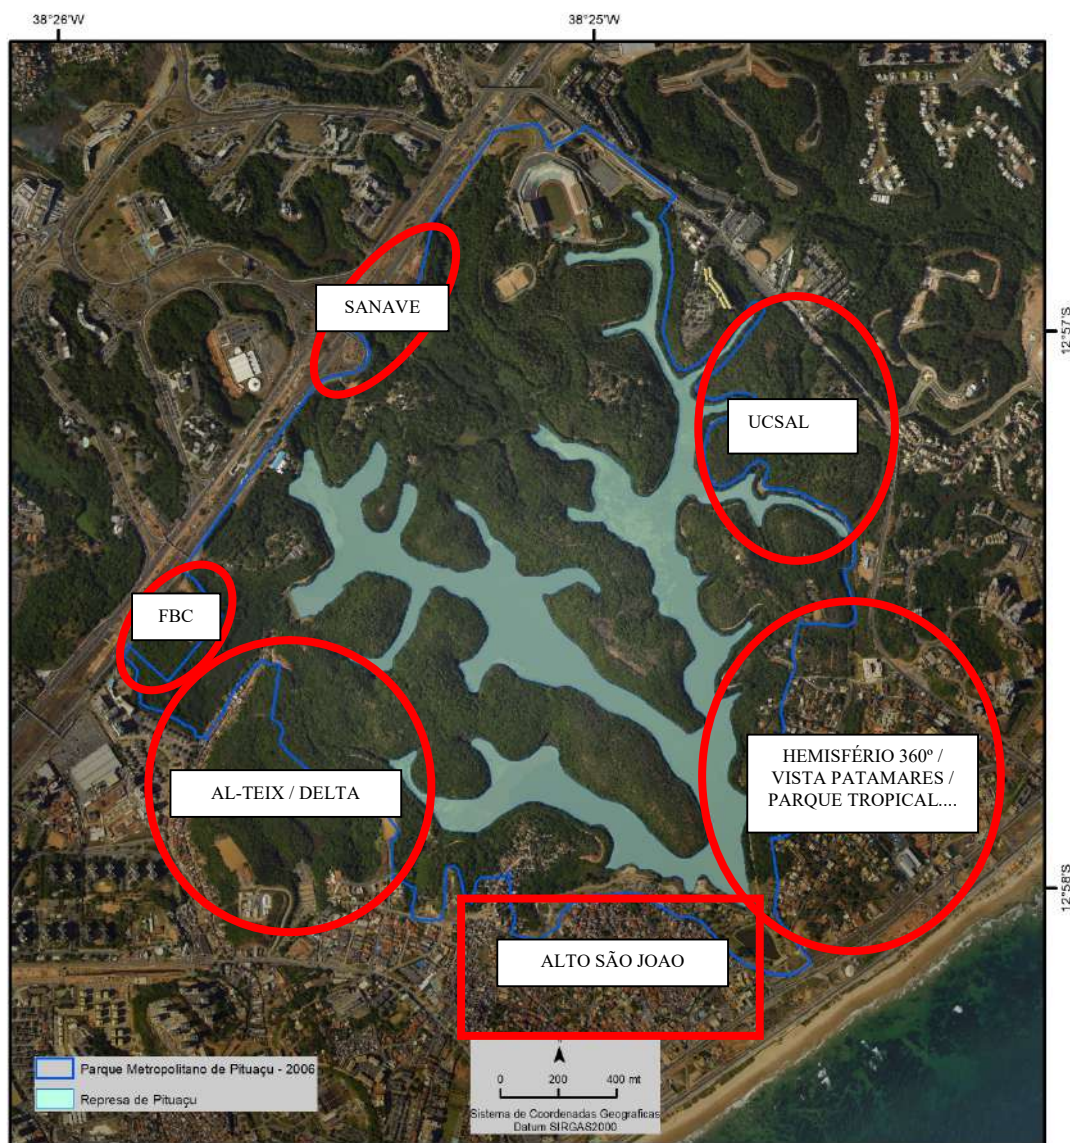 38°26'W
38°25'W
SANAVE
12°57'S
UCSAL
FBC
HEMISFÉRIO 360º /
VISTA PATAMARES /
PARQUE TROPICAL....
AL-TEIX / DELTA
12°58'S
ALTO SÃO JOAO
Parque Metropolitano de Pituaçu - 2006
Represa de Pituaçu
0 200 400 mt
Sistema de Coordenadas Geograficas
Datum SIRGAS2000